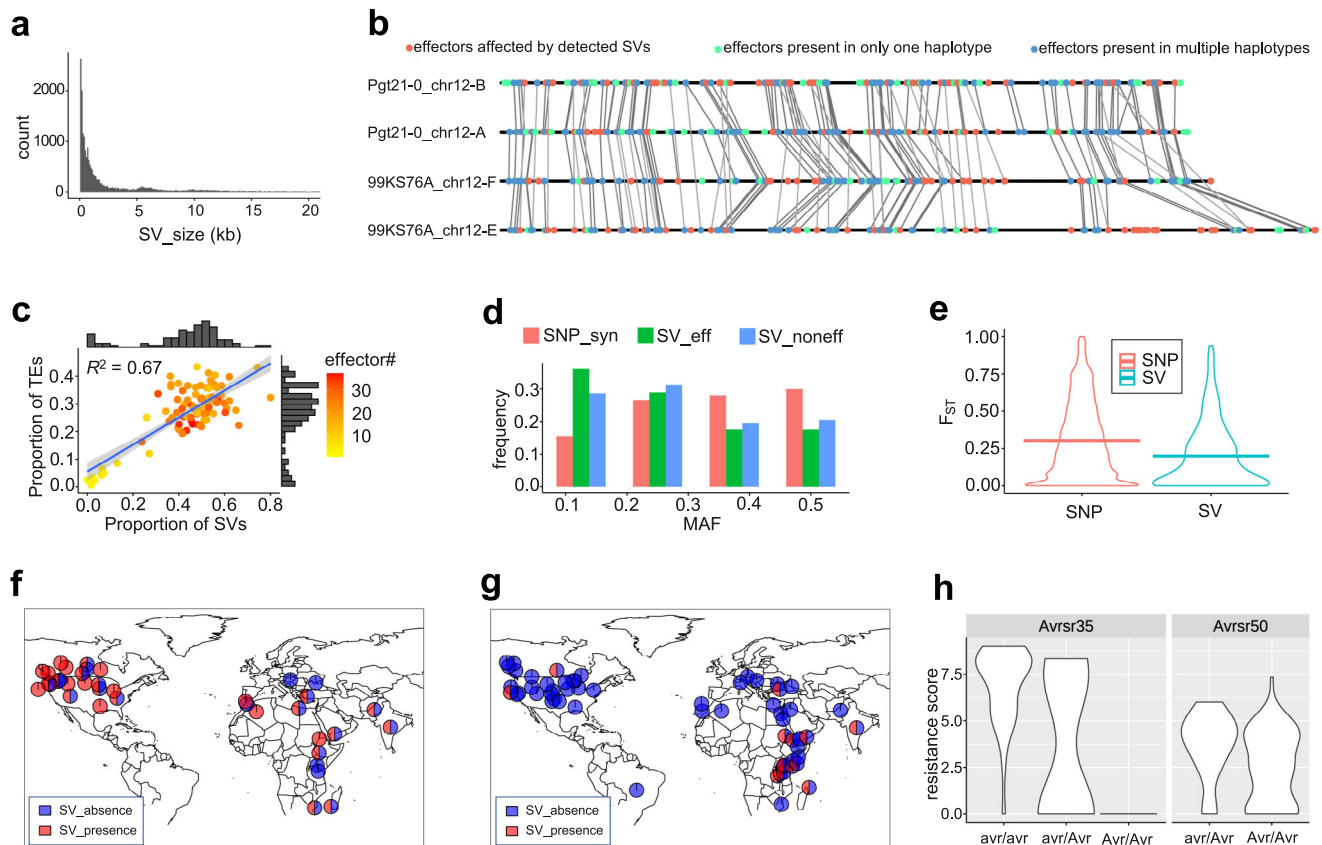 a
2000
1000
0
count
0 5 10 15 20
SV_size (kb)
b
effectors affected by detected SVs effectors present in only one haplotype effectors present in multiple haplotypes
Pgt21-0_chr12-B
Pgt21-0_chr12-A
99KS76A_chr12-F
99KS76A_chr12-E
c
R² = 0.67
0.4
0.3
0.2
0.1
0.0
Proportion of TEs
0.0 0.2 0.4 0.6 0.8
Proportion of SVs
effector#
30
20
10
d
SNP_syn SV_eff SV_noneff
0.3
0.2
0.1
0.0
frequency
0.1 0.2 0.3 0.4 0.5
MAF
e
1.00
0.75
0.50
0.25
0.00
FST
SNP
SV
SNP SV
f
SV_absence
SV_presence
g
SV_absence
SV_presence
h
Avrsr35 Avrsr50
7.5
5.0
2.5
0.0
resistance score
avr/avr avr/Avr Avr/Avr avr/Avr Avr/Avr